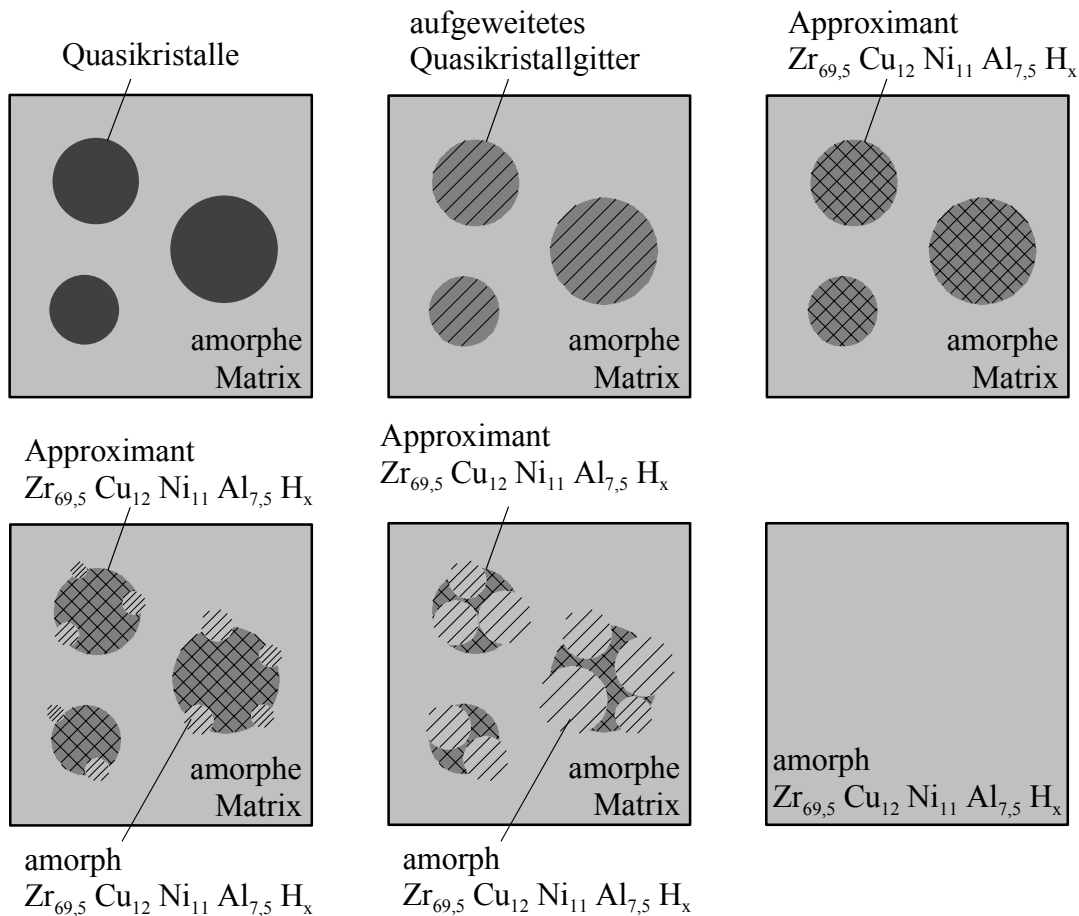 Quasikristalle
aufgeweitetes
Quasikristallgitter
Approximant
Zr₆₉,₅ Cu₁₂ Ni₁₁ Al₇,₅ Hₓ
amorphe
Matrix
amorphe
Matrix
amorphe
Matrix
Approximant
Zr₆₉,₅ Cu₁₂ Ni₁₁ Al₇,₅ Hₓ
Approximant
Zr₆₉,₅ Cu₁₂ Ni₁₁ Al₇,₅ Hₓ
amorphe
Matrix
amorphe
Matrix
amorph
Zr₆₉,₅ Cu₁₂ Ni₁₁ Al₇,₅ Hₓ
amorph
Zr₆₉,₅ Cu₁₂ Ni₁₁ Al₇,₅ Hₓ
amorph
Zr₆₉,₅ Cu₁₂ Ni₁₁ Al₇,₅ Hₓ